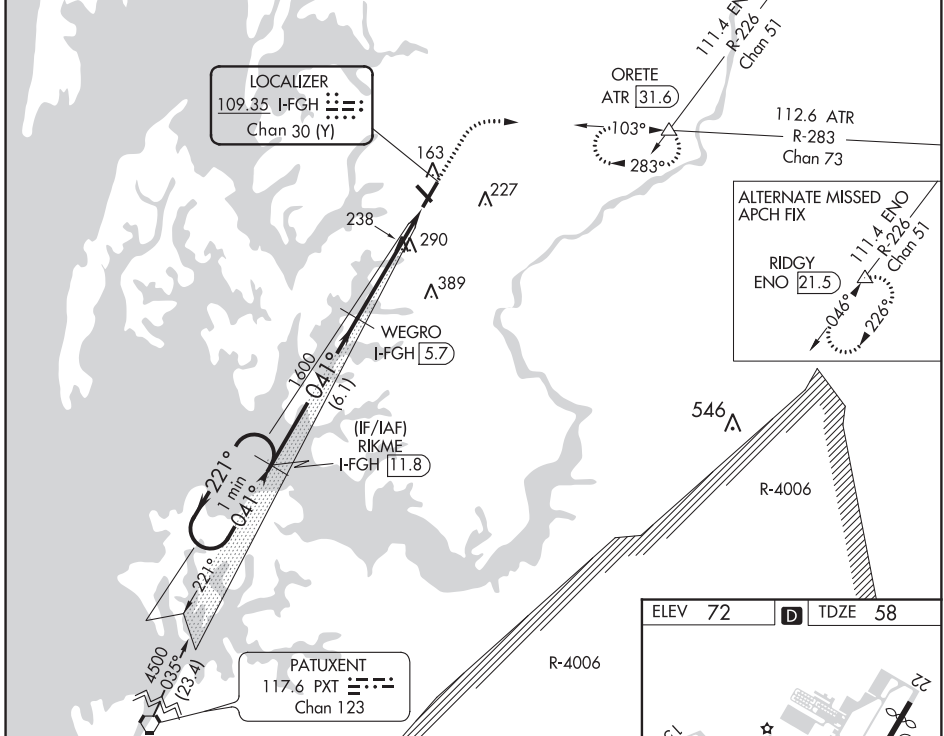 111.4 ENO
R-226
Chan 51
LOCALIZER
109.35 I-FGH
Chan 30 (Y)
ORETE
ATR 31.6
103°
283°
112.6 ATR
R-283
Chan 73
163
227
238
290
389
ALTERNATE MISSED
APCH FIX
111.4 ENO
R-226
Chan 51
RIDGY
ENO 21.5
046°
226°
WEGRO
I-FGH 5.7
1600
041°
(6.1)
(IF/IAF)
RIKME
I-FGH 11.8
221°
1 min
041°
221°
546
R-4006
R-4006
4500
035°
(23.4)
PATUXENT
117.6 PXT
Chan 123
ELEV 72 D TDZE 58
22